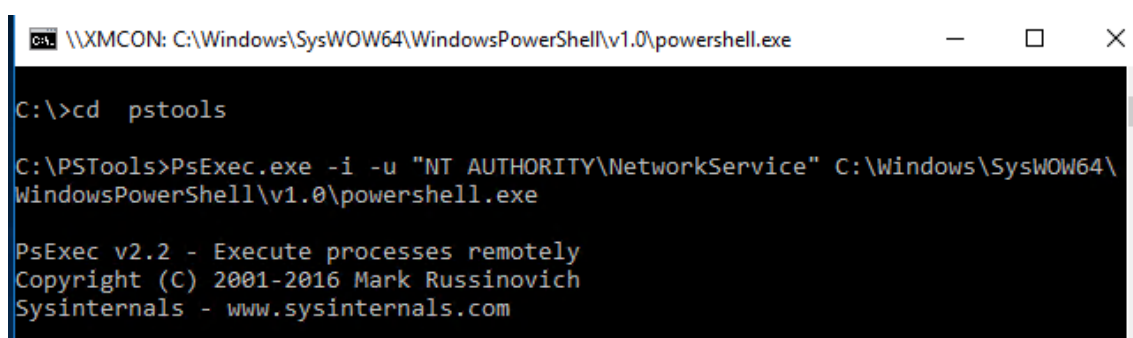 \\XMCON: C:\Windows\SysWOW64\WindowsPowerShell\v1.0\powershell.exe
C:\>cd  pstools
C:\PSTools>PsExec.exe -i -u "NT AUTHORITY\NetworkService" C:\Windows\SysWOW64\
WindowsPowerShell\v1.0\powershell.exe
PsExec v2.2 - Execute processes remotely
Copyright (C) 2001-2016 Mark Russinovich
Sysinternals - www.sysinternals.com